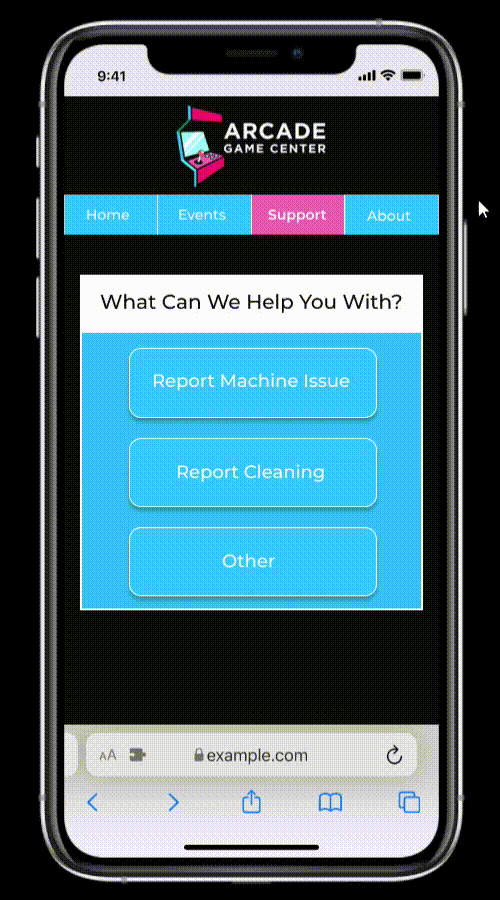 9:41
ARCADE
GAME CENTER
Home Events Support About
What Can We Help You With?
Report Machine Issue
Report Cleaning
Other
AA example.com